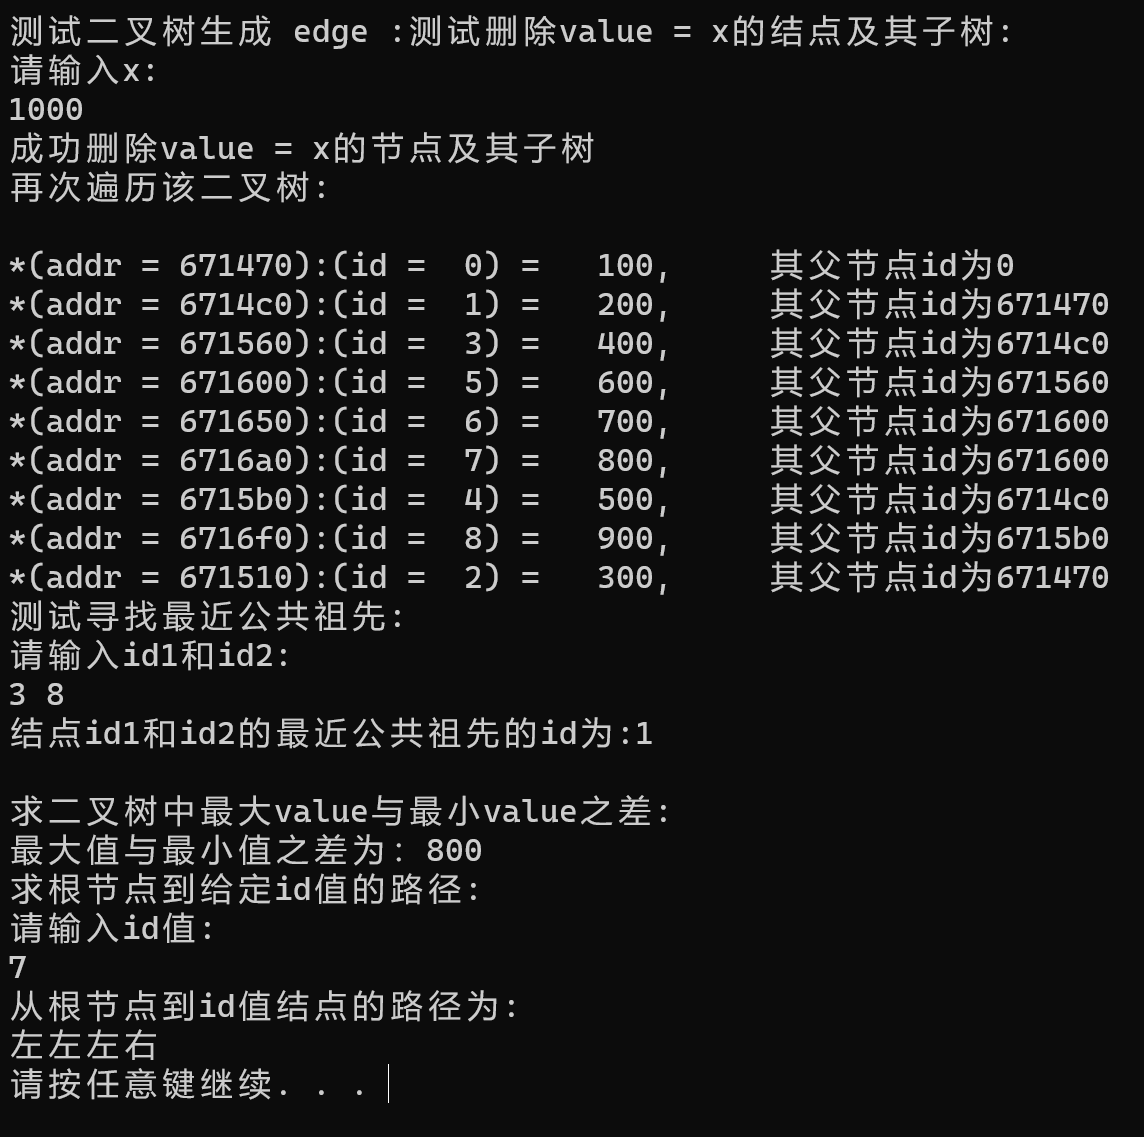 测试二叉树生成 edge :测试删除value = x的结点及其子树:
请输入x:
1000
成功删除value = x的节点及其子树
再次遍历该二叉树:
*(addr = 671470):(id =  0) =   100,     其父节点id为0
*(addr = 6714c0):(id =  1) =   200,     其父节点id为671470
*(addr = 671560):(id =  3) =   400,     其父节点id为6714c0
*(addr = 671600):(id =  5) =   600,     其父节点id为671560
*(addr = 671650):(id =  6) =   700,     其父节点id为671600
*(addr = 6716a0):(id =  7) =   800,     其父节点id为671600
*(addr = 6715b0):(id =  4) =   500,     其父节点id为6714c0
*(addr = 6716f0):(id =  8) =   900,     其父节点id为6715b0
*(addr = 671510):(id =  2) =   300,     其父节点id为671470
测试寻找最近公共祖先:
请输入id1和id2:
3 8
结点id1和id2的最近公共祖先的id为:1
求二叉树中最大value与最小value之差:
最大值与最小值之差为: 800
求根节点到给定id值的路径:
请输入id值:
7
从根节点到id值结点的路径为:
左左左右
请按任意键继续. . .